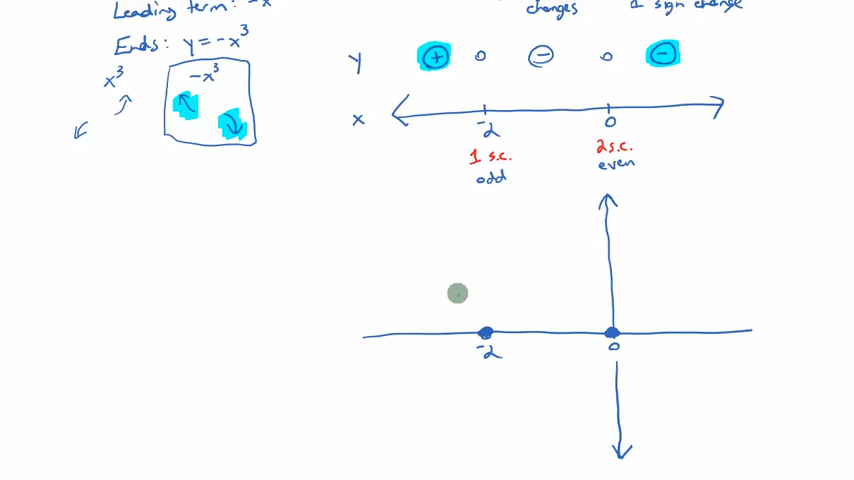 Leading term: -x
changes
1 sign change
Ends: y = -x³
x³
-x³
y + 0 - 0 -
x
-2 0
1 s.c. 2 s.c.
odd even
-2 0